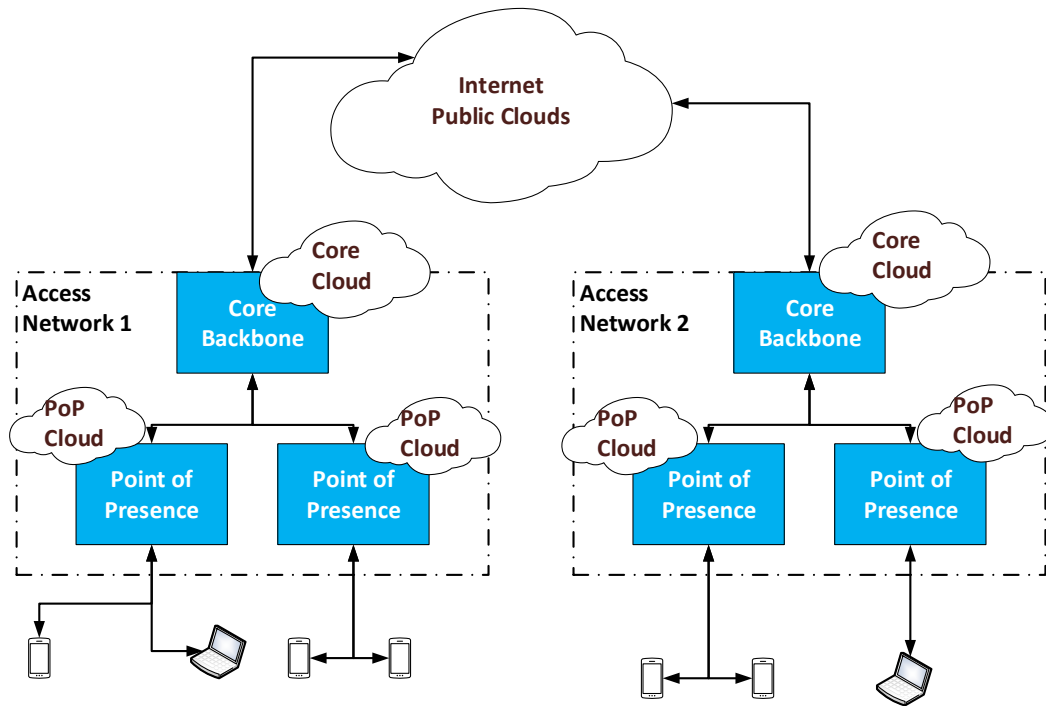 Internet
Public Clouds
Core
Cloud
Core
Cloud
Access
Network 1
Core
Backbone
Access
Network 2
Core
Backbone
PoP
Cloud
PoP
Cloud
PoP
Cloud
PoP
Cloud
Point of
Presence
Point of
Presence
Point of
Presence
Point of
Presence